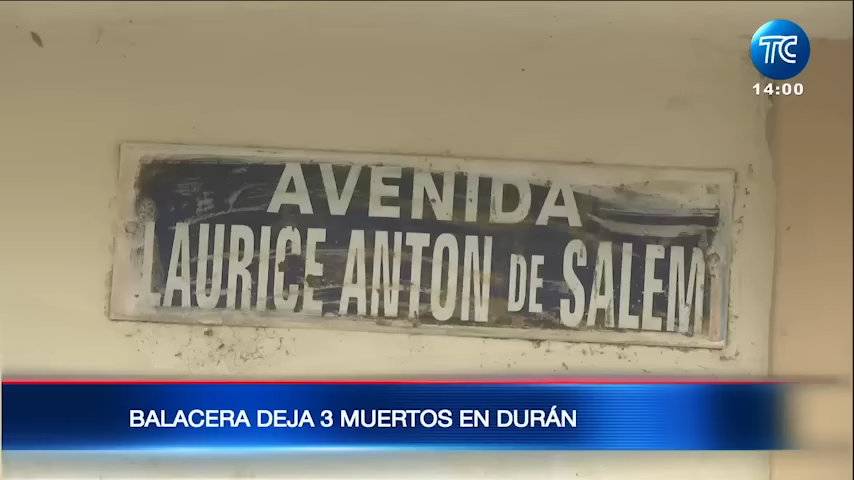 TC
14:00
AVENIDA
LAURICE ANTON DE SALEM
BALACERA DEJA 3 MUERTOS EN DURÁN